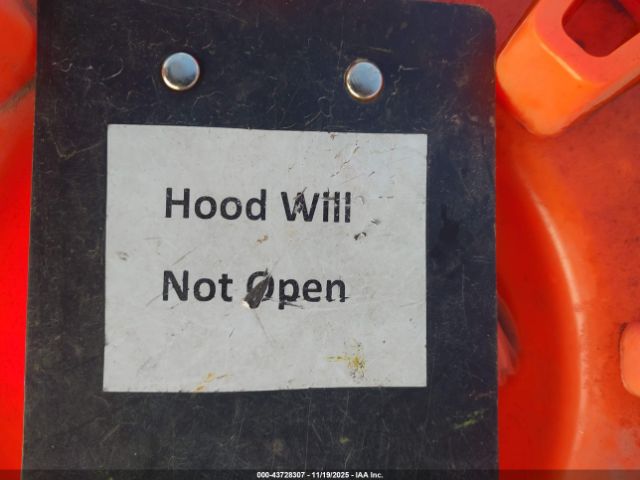 Hood Will
Not Open
000-43728307 - 11/19/2025 - IAA Inc.